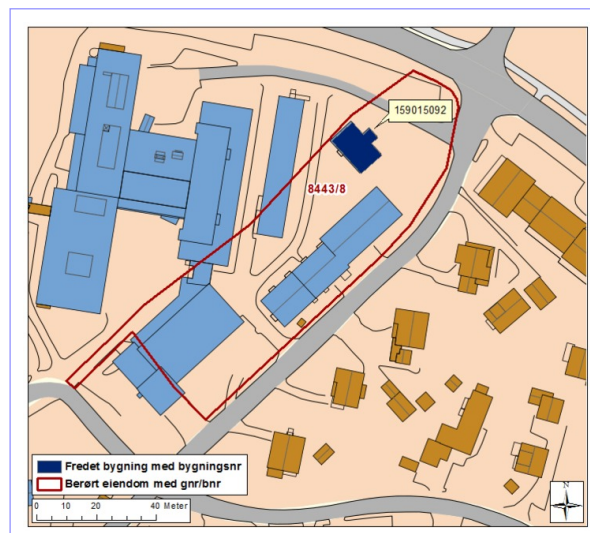 159015092
8443/8
Fredet bygning med bygningsnr
Berørt eiendom med gnr/bnr
0 10 20 40 Meter
N